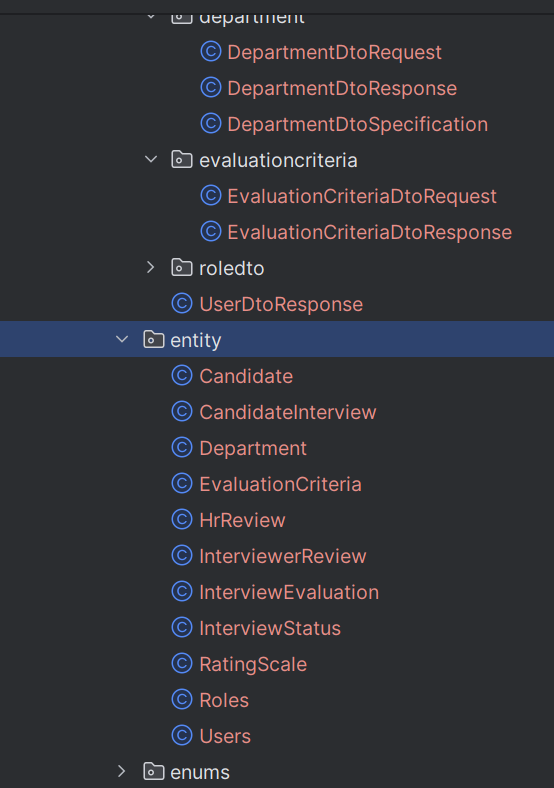 department
DepartmentDtoRequest
DepartmentDtoResponse
DepartmentDtoSpecification
evaluationcriteria
EvaluationCriteriaDtoRequest
EvaluationCriteriaDtoResponse
roledto
UserDtoResponse
entity
Candidate
CandidateInterview
Department
EvaluationCriteria
HrReview
InterviewerReview
InterviewEvaluation
InterviewStatus
RatingScale
Roles
Users
enums